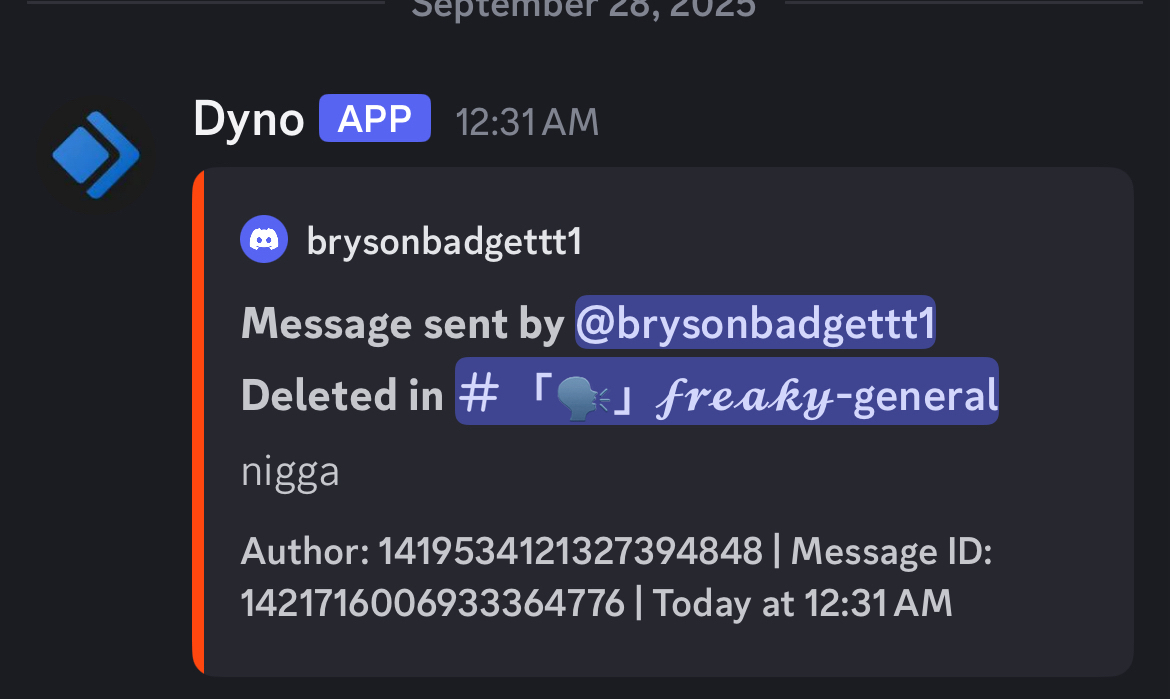 September 28, 2025
Dyno APP 12:31 AM
brysonbadgettt1
Message sent by @brysonbadgettt1
Deleted in # 「🗣️」𝒻𝓇𝑒𝒶𝓀𝓎-general
nigga
Author: 1419534121327394848 | Message ID:
1421716006933364776 | Today at 12:31 AM